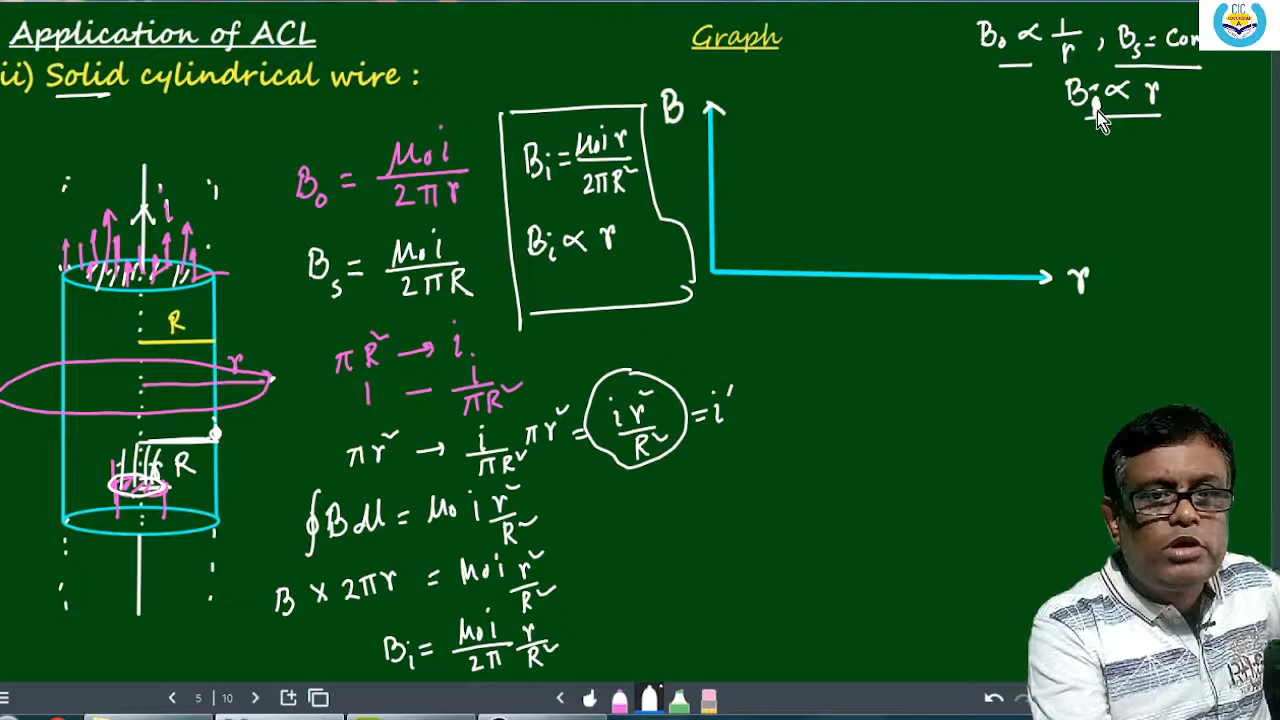 Application of ACL
ii) Solid cylindrical wire :
Graph
B₀ ∝ 1/r , Bₛ = Con
Bᵢ ∝ r
CIC
i
R
r
R
B₀ = μ₀i / 2πr
Bₛ = μ₀i / 2πR
Bᵢ = μ₀ir / 2πR²
Bᵢ ∝ r
B
r
πR² → i.
1 — i / πR²
πr² → i / πR² πr² = ir² / R² = i′
∮Bdl = μ₀ i r² / R²
B × 2πr = μ₀i r² / R²
Bᵢ = μ₀i / 2π r / R²
5 | 10